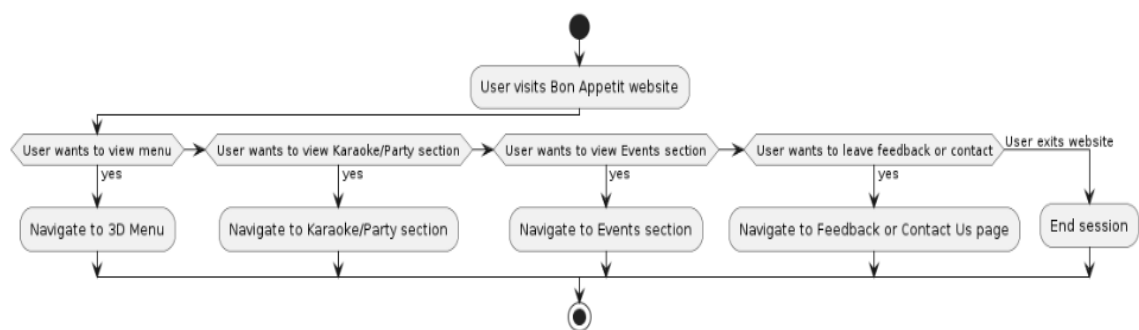 User visits Bon Appetit website
User wants to view menu
User wants to view Karaoke/Party section
User wants to view Events section
User wants to leave feedback or contact
User exits website
yes
yes
yes
yes
Navigate to 3D Menu
Navigate to Karaoke/Party section
Navigate to Events section
Navigate to Feedback or Contact Us page
End session